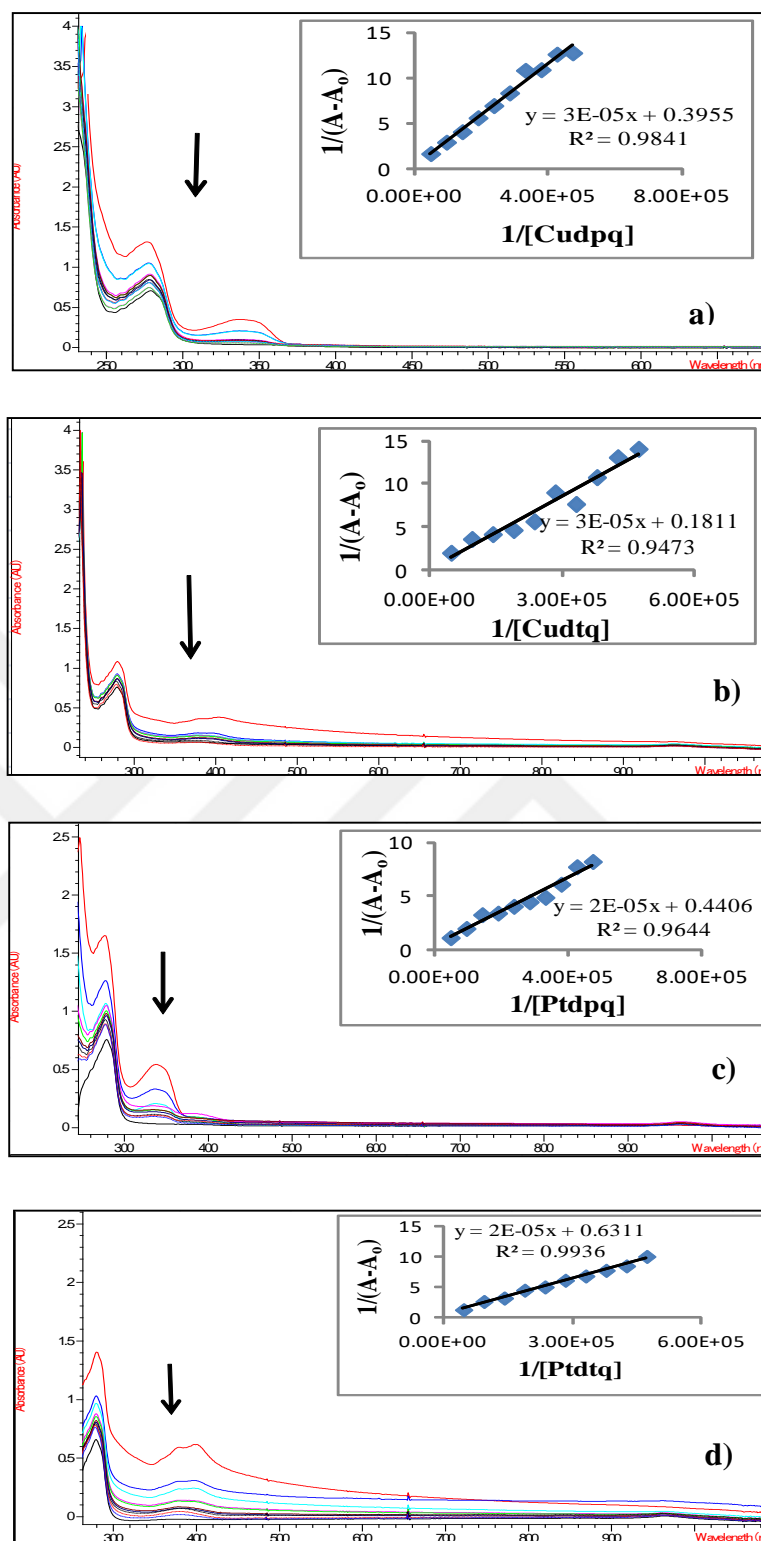 4
3.5
3
2.5
2
1.5
1
0.5
0
Absorbance (AU)
250 300 350 400 450 500 550 600
Wavelength (nm
15
10
5
0
1/(A-A₀)
y = 3E-05x + 0.3955
R² = 0.9841
0.00E+00 4.00E+05 8.00E+05
1/[Cudpq]
a)
4
3.5
3
2.5
2
1.5
1
0.5
0
Absorbance (AU)
300 400 500 600 700 800 900
Wavelength (n
15
10
5
0
1/(A-A₀)
y = 3E-05x + 0.1811
R² = 0.9473
0.00E+00 3.00E+05 6.00E+05
1/[Cudtq]
b)
2.5
2
1.5
1
0.5
0
Absorbance (AU)
300 400 500 600 700 800 900
Wavelength (n
10
5
0
1/(A-A₀)
y = 2E-05x + 0.4406
R² = 0.9644
0.00E+00 4.00E+05 8.00E+05
1/[Ptdpq]
c)
2.5
2
1.5
1
0.5
0
Absorbance (AU)
300 400 500 600 700 800 900
Wavelength (n
15
10
5
0
1/(A-A₀)
y = 2E-05x + 0.6311
R² = 0.9936
0.00E+00 3.00E+05 6.00E+05
1/[Ptdtq]
d)